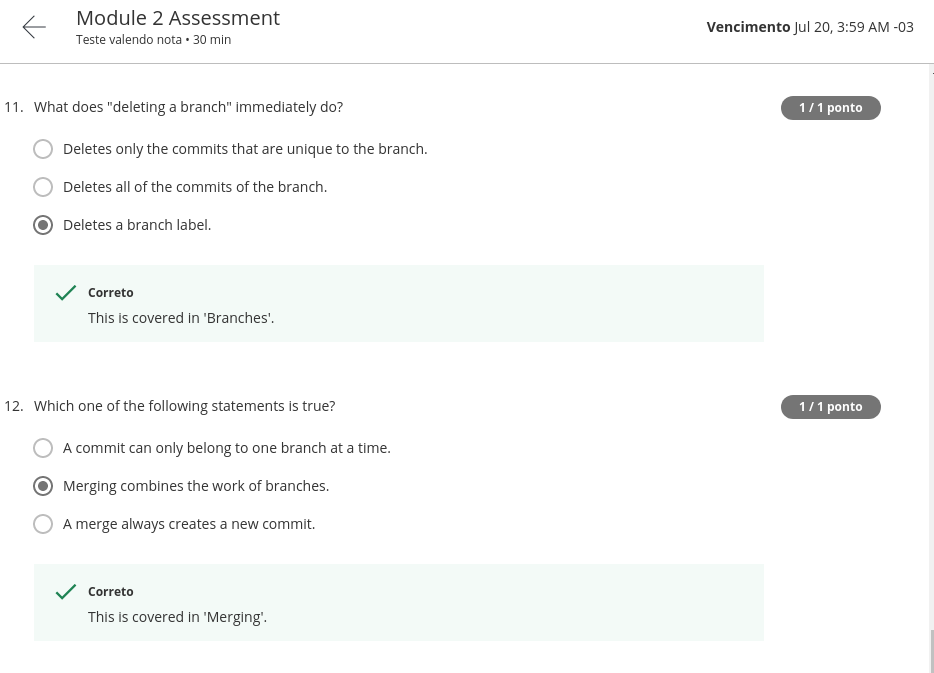 Module 2 Assessment
Teste valendo nota • 30 min
Vencimento Jul 20, 3:59 AM -03
11. What does "deleting a branch" immediately do?
1 / 1 ponto
Deletes only the commits that are unique to the branch.
Deletes all of the commits of the branch.
Deletes a branch label.
Correto
This is covered in 'Branches'.
12. Which one of the following statements is true?
1 / 1 ponto
A commit can only belong to one branch at a time.
Merging combines the work of branches.
A merge always creates a new commit.
Correto
This is covered in 'Merging'.